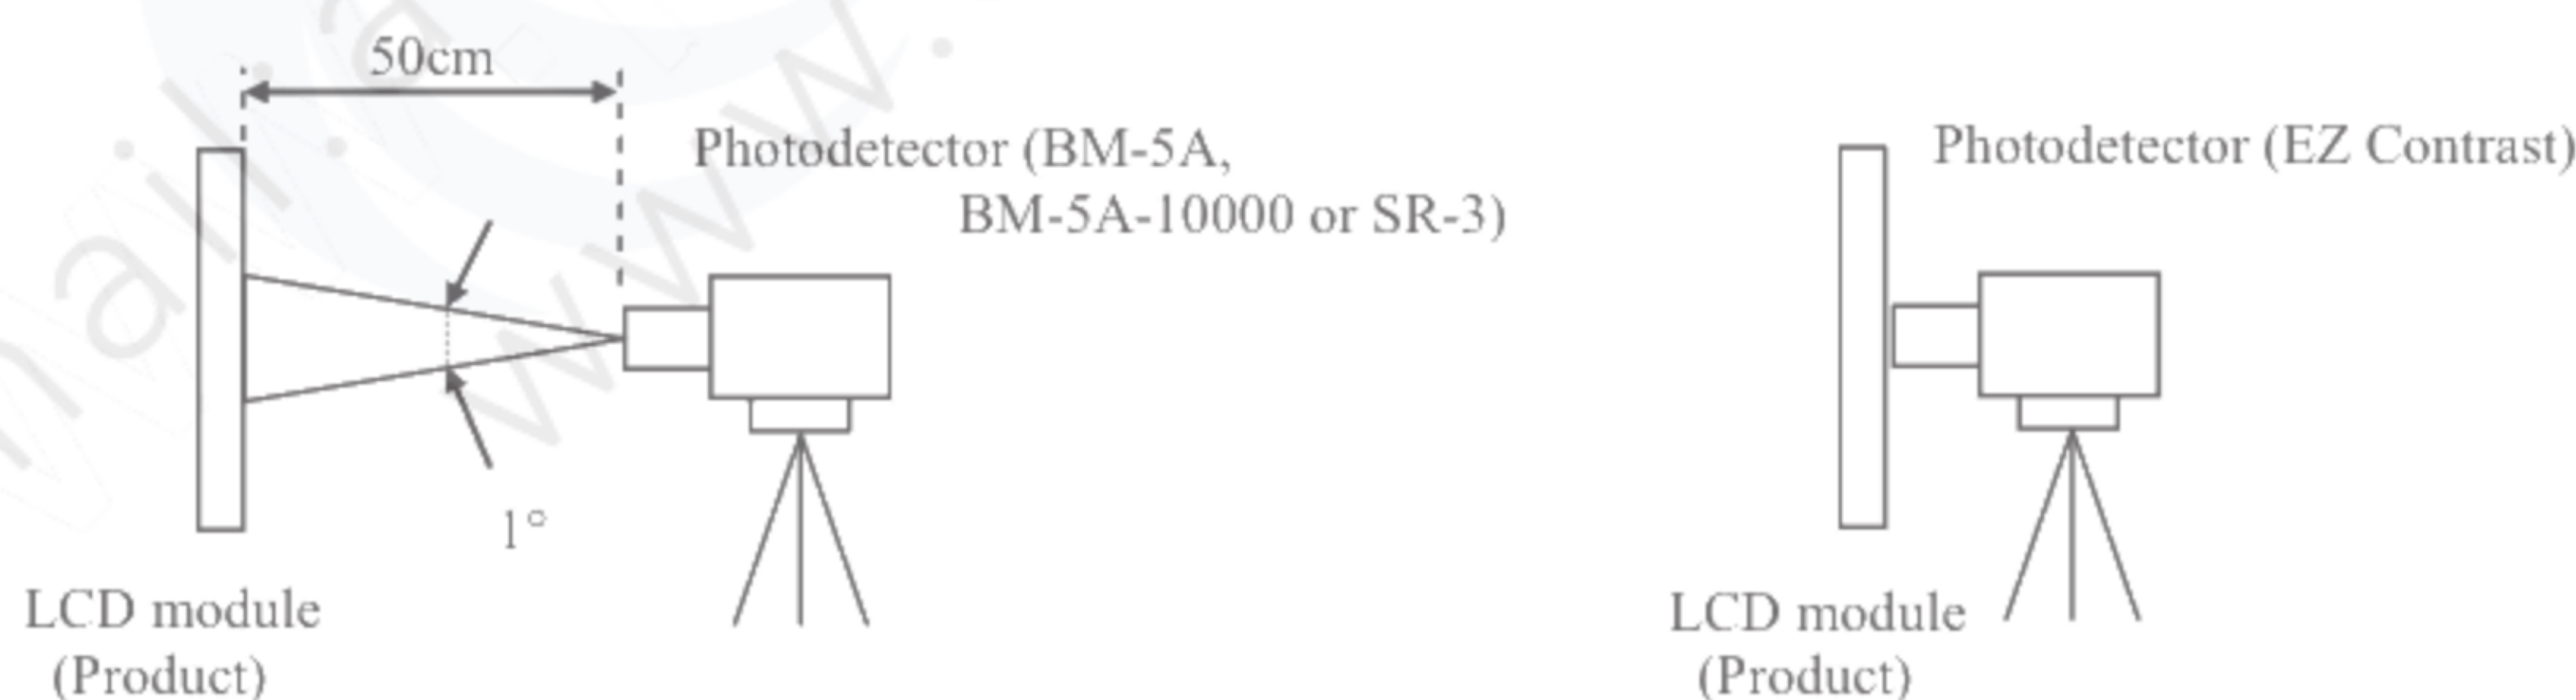 50cm
Photodetector (BM-5A,
BM-5A-10000 or SR-3)
1°
LCD module
(Product)
Photodetector (EZ Contrast)
LCD module
(Product)